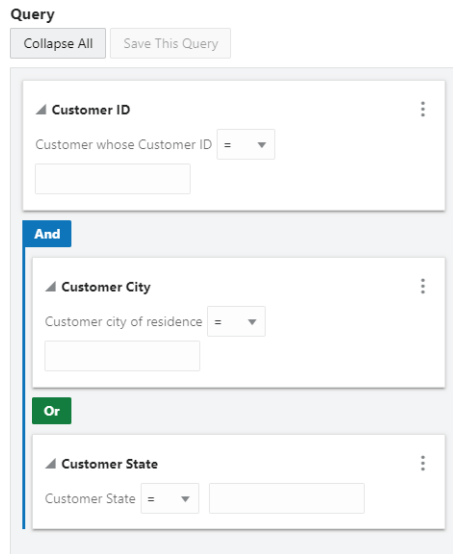 Query
Collapse All Save This Query
Customer ID
Customer whose Customer ID =
And
Customer City
Customer city of residence =
Or
Customer State
Customer State =